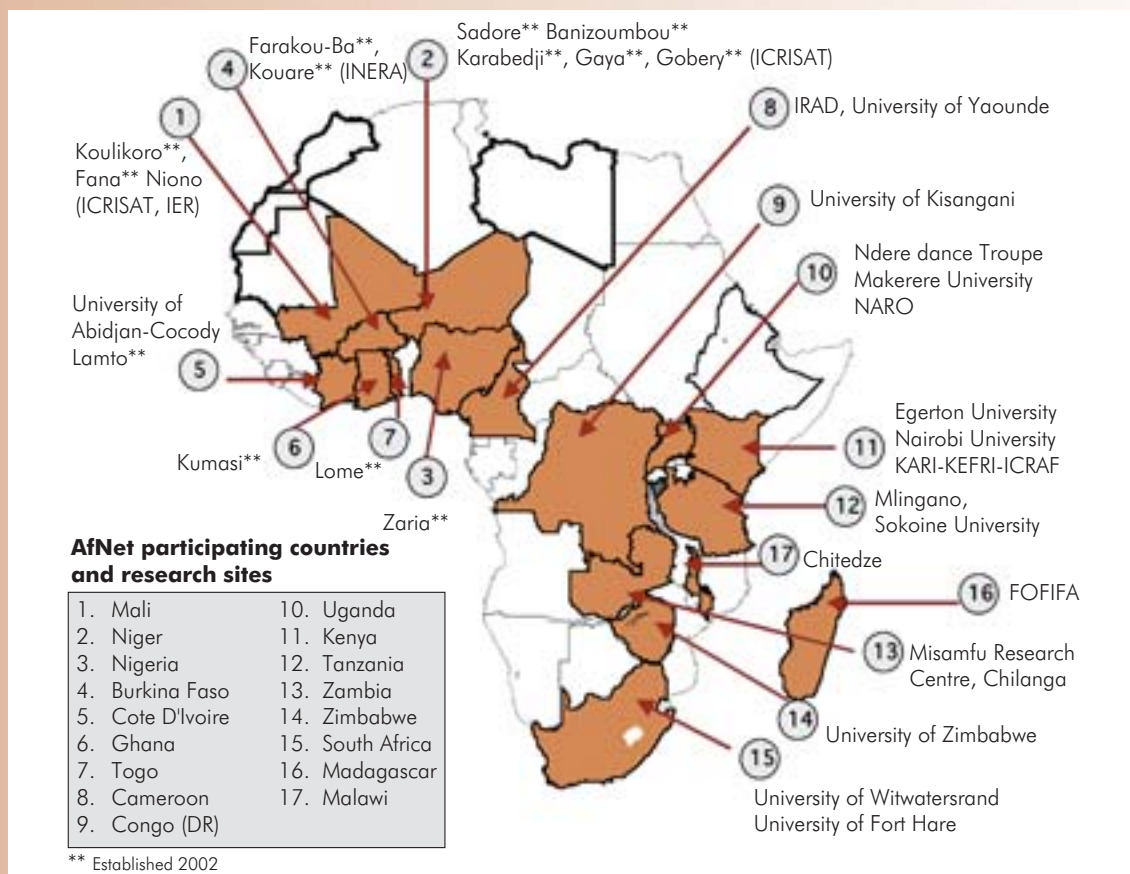 Sadore** Banizoumbou**
Karabedji**, Gaya**, Gobery** (ICRISAT)
2
Farakou-Ba**,
Kouare** (INERA)
4
1
Koulikoro**,
Fana** Niono
(ICRISAT, IER)
8
IRAD, University of Yaounde
9
University of Kisangani
10
Ndere dance Troupe
Makerere University
NARO
University of
Abidjan-Cocody
Lamto**
5
6
Kumasi**
7
Lome**
3
Zaria**
11
Egerton University
Nairobi University
KARI-KEFRI-ICRAF
12
Mlingano,
Sokoine University
17
Chitedze
16
FOFIFA
13
Misamfu Research
Centre, Chilanga
14
University of Zimbabwe
15
University of Witwatersrand
University of Fort Hare
AfNet participating countries
and research sites
1. Mali
2. Niger
3. Nigeria
4. Burkina Faso
5. Cote D'Ivoire
6. Ghana
7. Togo
8. Cameroon
9. Congo (DR)
10. Uganda
11. Kenya
12. Tanzania
13. Zambia
14. Zimbabwe
15. South Africa
16. Madagascar
17. Malawi
** Established 2002